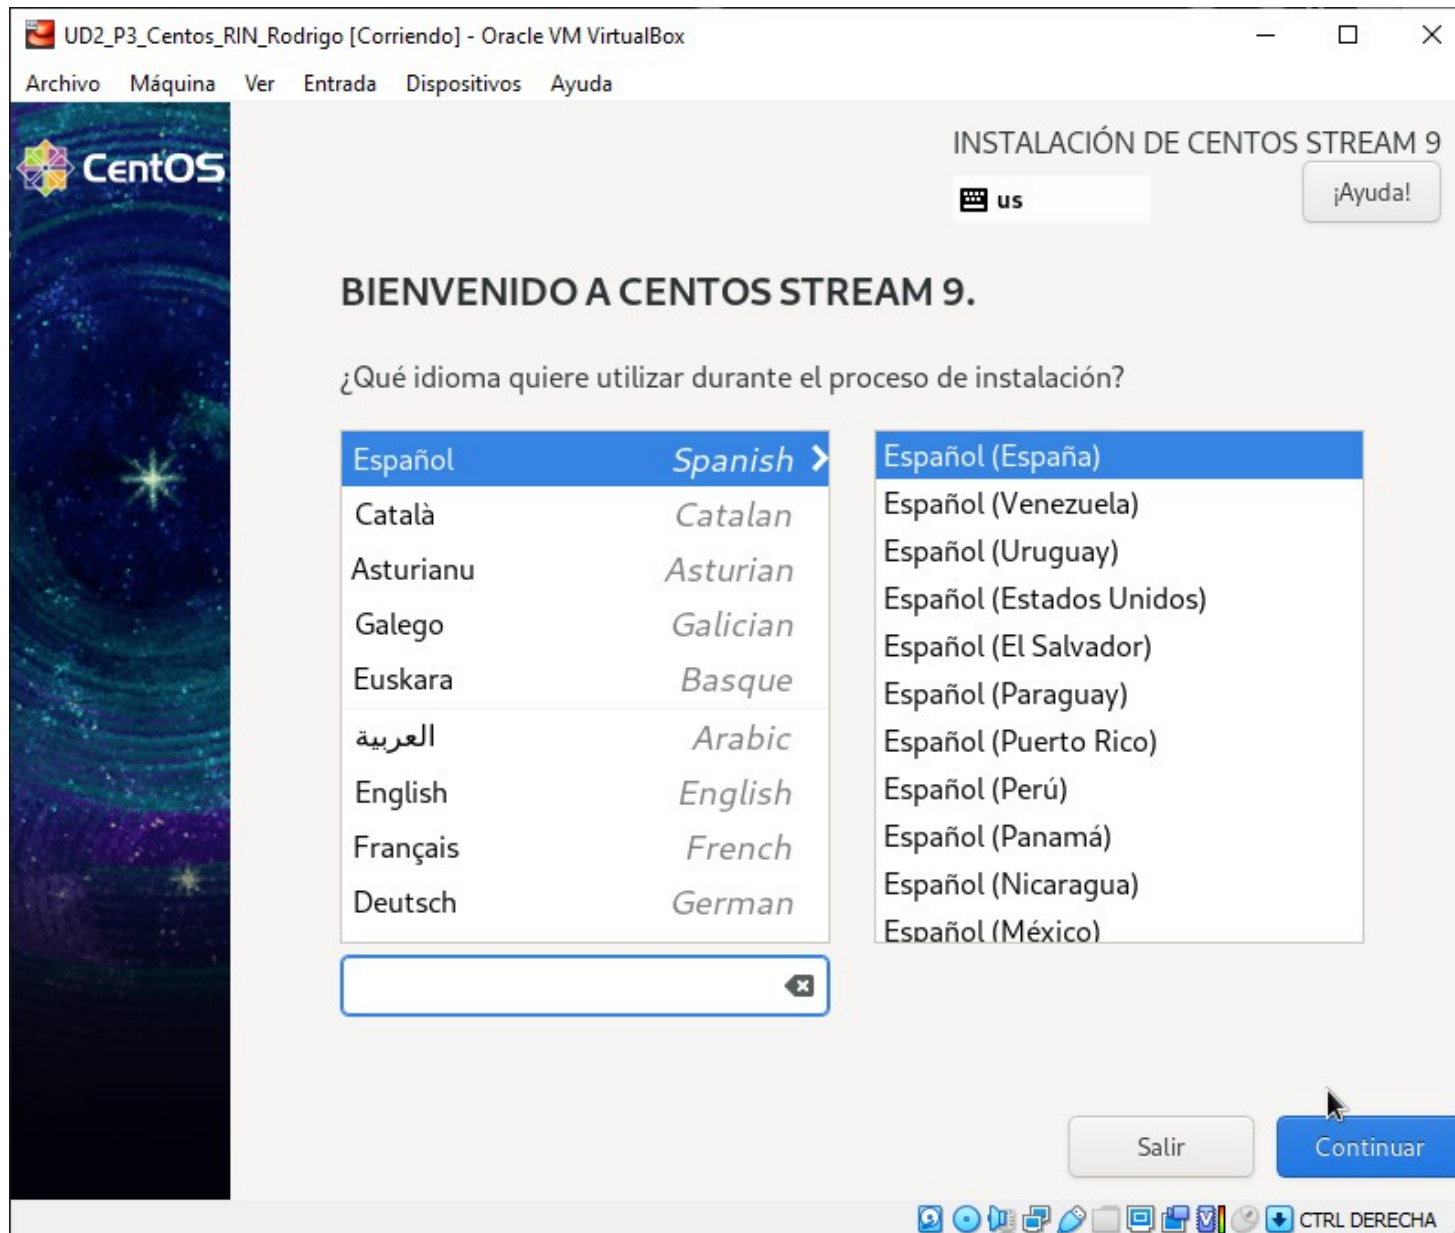 UD2_P3_Centos_RIN_Rodrigo [Corriendo] - Oracle VM VirtualBox
Archivo Máquina Ver Entrada Dispositivos Ayuda
CentOS
INSTALACIÓN DE CENTOS STREAM 9
us
¡Ayuda!
BIENVENIDO A CENTOS STREAM 9.
¿Qué idioma quiere utilizar durante el proceso de instalación?
Español Spanish
Català Catalan
Asturianu Asturian
Galego Galician
Euskara Basque
العربية Arabic
English English
Français French
Deutsch German
Español (España)
Español (Venezuela)
Español (Uruguay)
Español (Estados Unidos)
Español (El Salvador)
Español (Paraguay)
Español (Puerto Rico)
Español (Perú)
Español (Panamá)
Español (Nicaragua)
Español (México)
Salir
Continuar
CTRL DERECHA